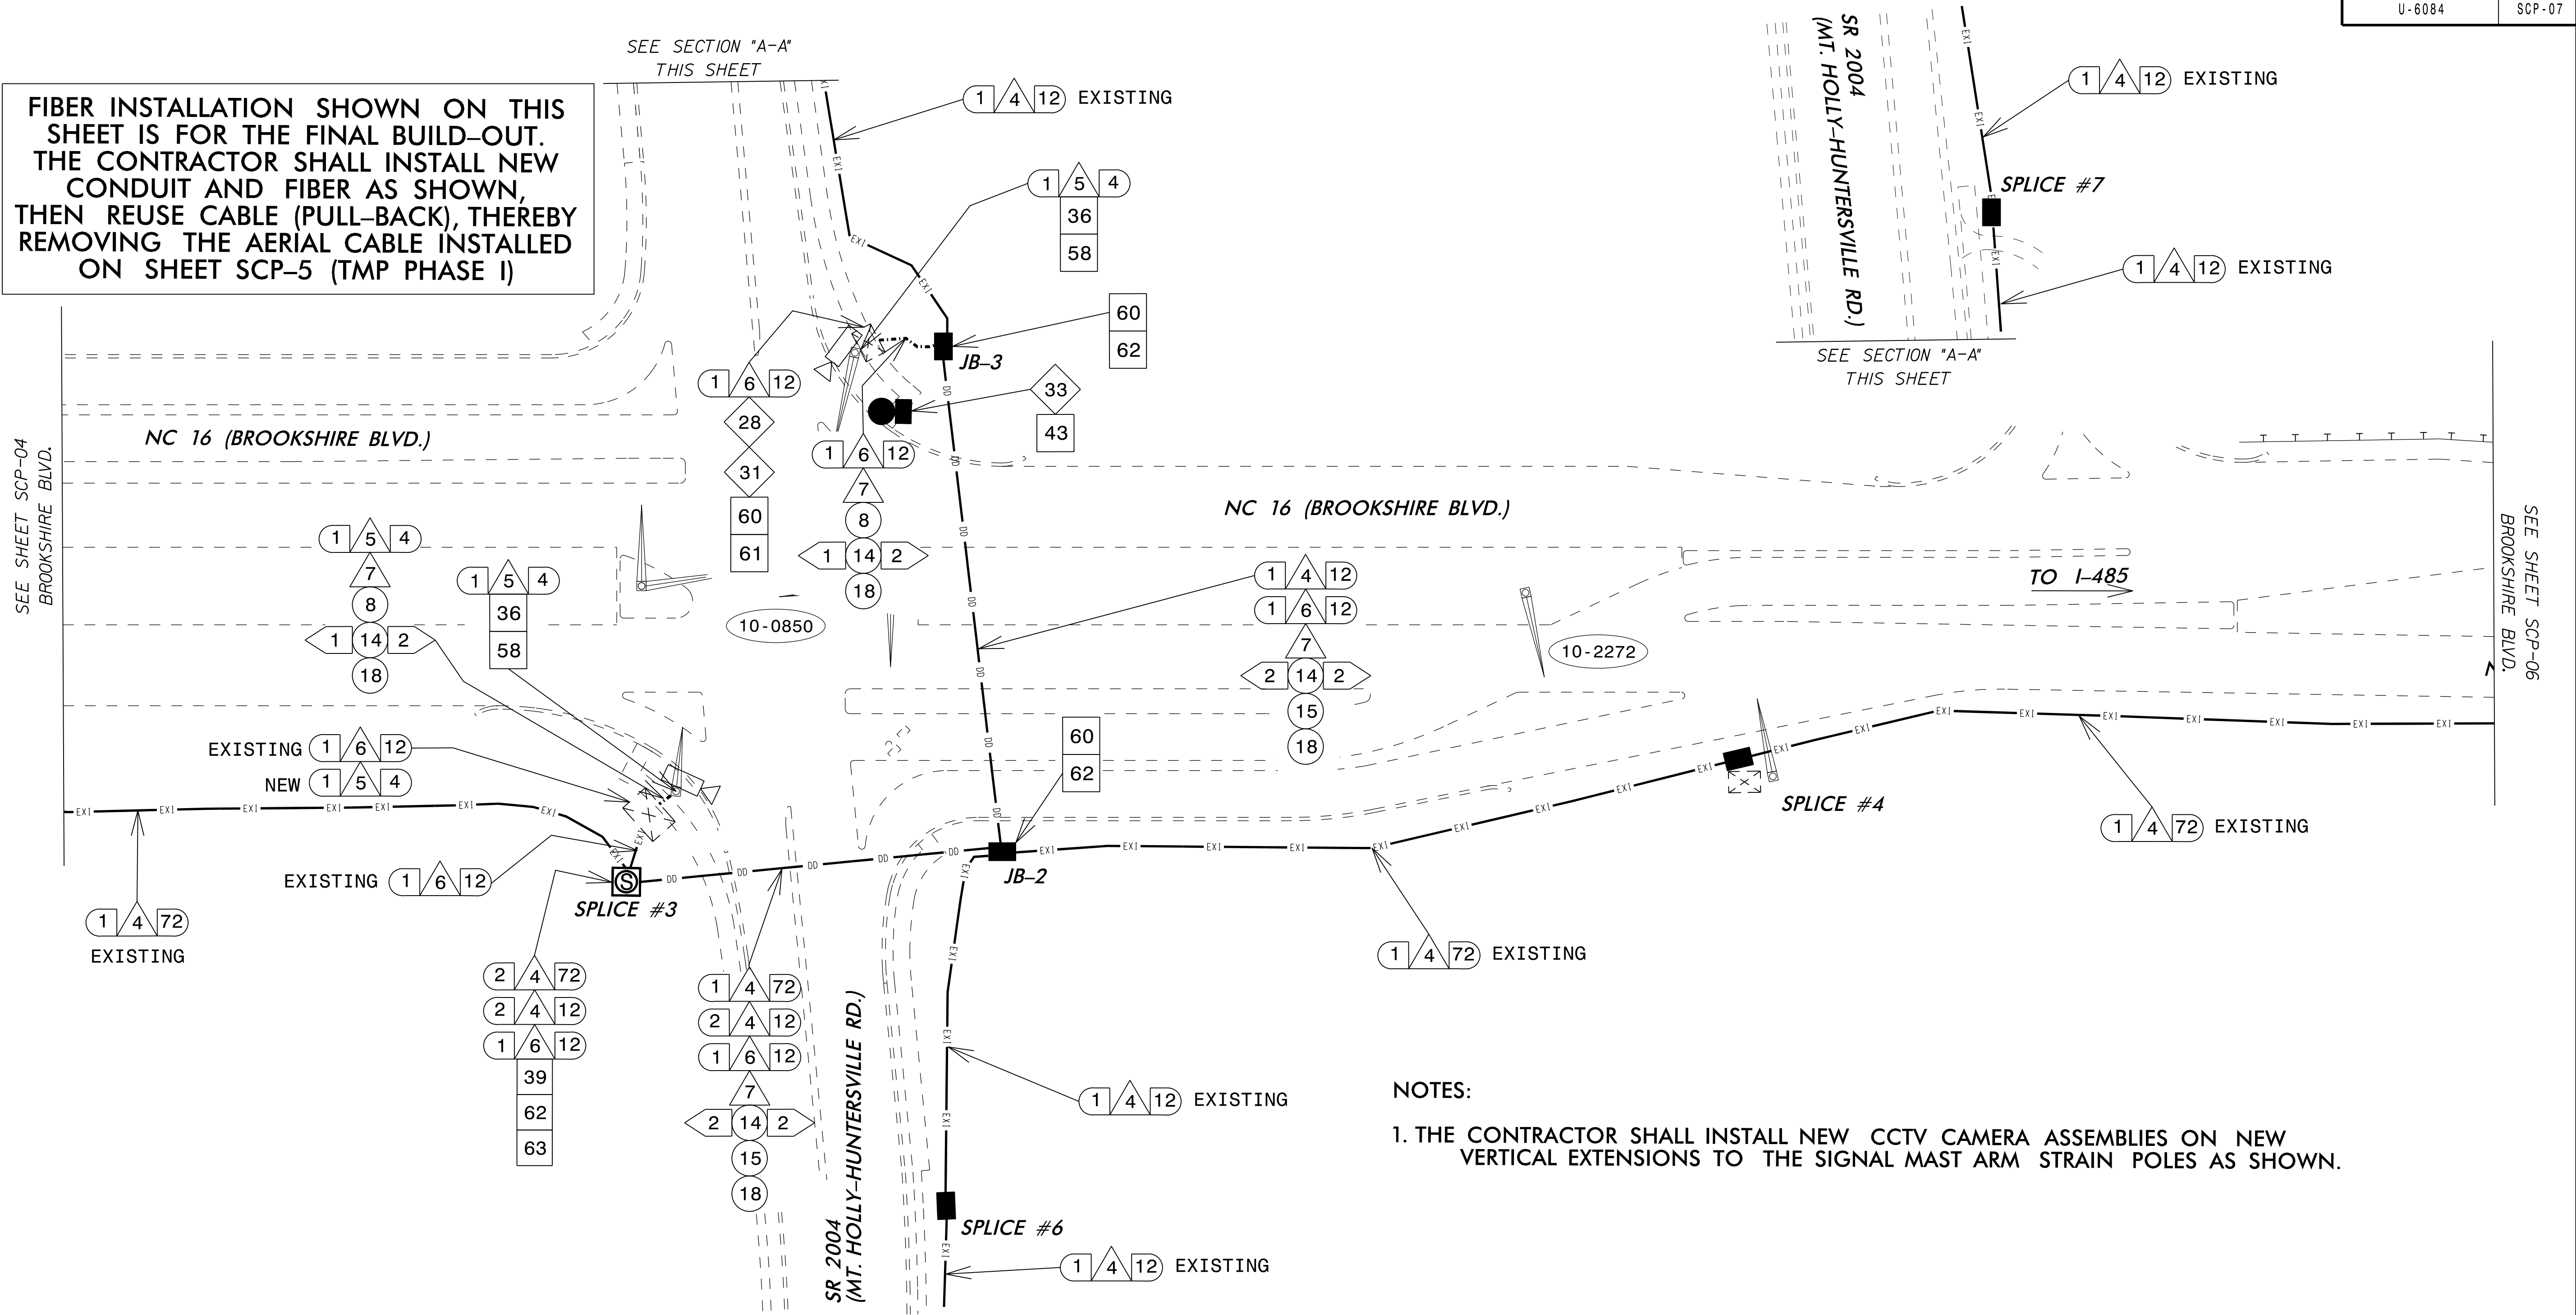 U-6084
SCP-07
FIBER INSTALLATION SHOWN ON THIS
SHEET IS FOR THE FINAL BUILD–OUT.
THE CONTRACTOR SHALL INSTALL NEW
CONDUIT AND FIBER AS SHOWN,
THEN REUSE CABLE (PULL–BACK), THEREBY
REMOVING THE AERIAL CABLE INSTALLED
ON SHEET SCP–5 (TMP PHASE I)
SEE SECTION "A–A"
THIS SHEET
1 4 12 EXISTING
1 5 4
36
58
60
62
JB–3
33
43
1 6 12
28
31
60
61
1 6 12
7
8
1 14 2
18
SR 2004
(MT. HOLLY–HUNTERSVILLE RD.)
1 4 12 EXISTING
SPLICE #7
1 4 12 EXISTING
SEE SECTION "A–A"
THIS SHEET
SEE SHEET SCP-04
BROOKSHIRE BLVD.
NC 16 (BROOKSHIRE BLVD.)
NC 16 (BROOKSHIRE BLVD.)
SEE SHEET SCP-06
BROOKSHIRE BLVD.
TO I–485
1 5 4
7
8
1 14 2
18
1 5 4
36
58
10-0850
1 4 12
1 6 12
7
2 14 2
15
18
10-2272
EXISTING 1 6 12
NEW 1 5 4
60
62
JB–2
SPLICE #4
1 4 72 EXISTING
EXISTING 1 6 12
SPLICE #3
1 4 72
EXISTING
1 4 72 EXISTING
2 4 72
2 4 12
1 6 12
39
62
63
1 4 72
2 4 12
1 6 12
7
2 14 2
15
18
SR 2004
(MT. HOLLY–HUNTERSVILLE RD.)
1 4 12 EXISTING
SPLICE #6
1 4 12 EXISTING
NOTES:
1. THE CONTRACTOR SHALL INSTALL NEW CCTV CAMERA ASSEMBLIES ON NEW
VERTICAL EXTENSIONS TO THE SIGNAL MAST ARM STRAIN POLES AS SHOWN.